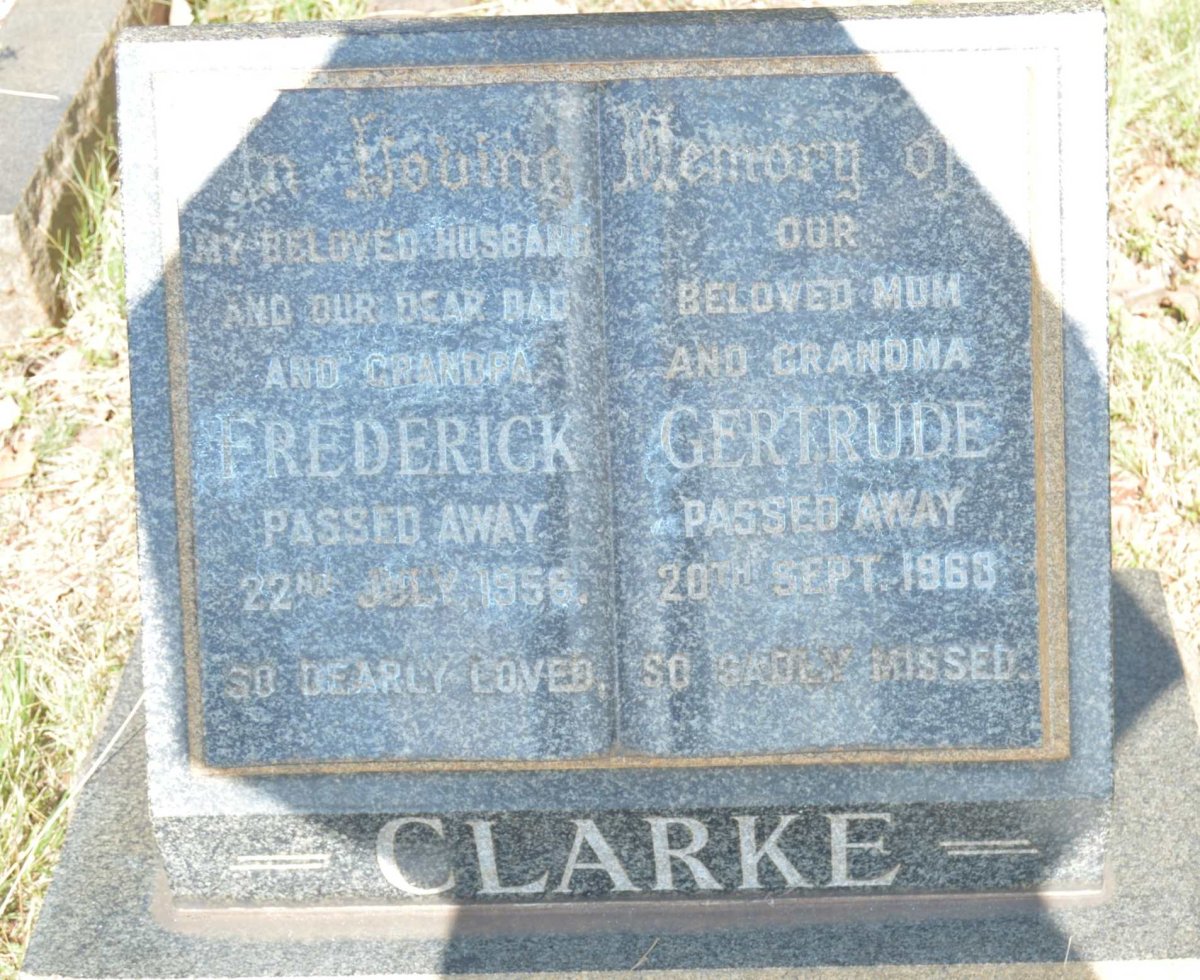 In Loving Memory of
MY BELOVED HUSBAND
AND OUR DEAR DAD
AND GRANDPA.
FREDERICK
PASSED AWAY
22ND JULY 1956.
OUR
BELOVED MUM
AND GRANDMA
GERTRUDE
PASSED AWAY
20TH SEPT.
SO DEARLY LOVED, SO SADLY MISSED.
CLARKE